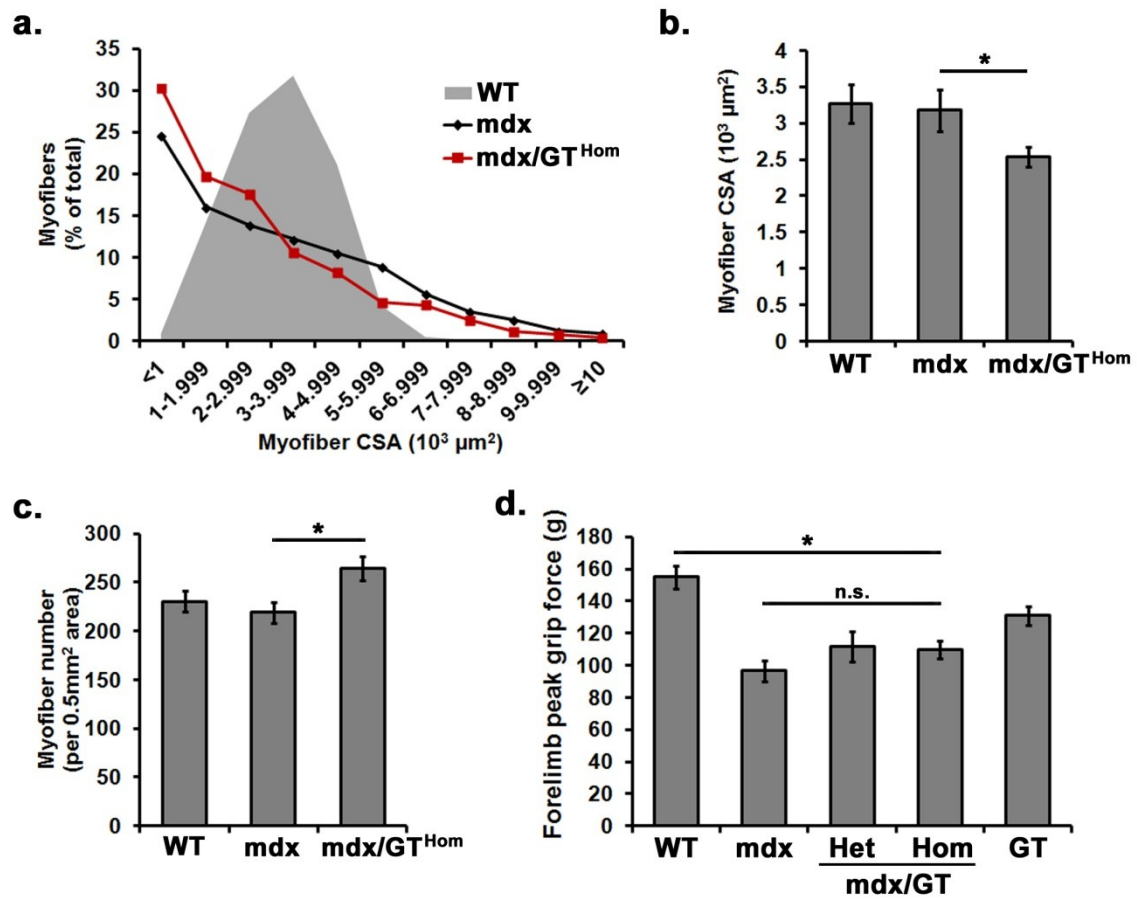 a.
35
30
25
20
15
10
5
0
Myofibers
(% of total)
WT
mdx
mdx/GT^Hom
<1
1-1.999
2-2.999
3-3.999
4-4.999
5-5.999
6-6.999
7-7.999
8-8.999
9-9.999
≥10
Myofiber CSA (10³ µm²)
b.
4
3.5
3
2.5
2
1.5
1
0.5
0
Myofiber CSA (10³ µm²)
*
WT mdx mdx/GT^Hom
c.
300
250
200
150
100
50
0
Myofiber number
(per 0.5mm² area)
*
WT mdx mdx/GT^Hom
d.
180
160
140
120
100
80
60
40
20
0
Forelimb peak grip force (g)
*
n.s.
WT mdx Het Hom GT
mdx/GT